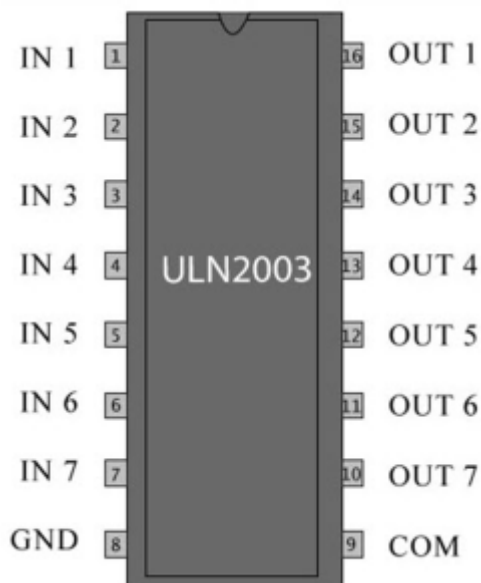 IN 1 1 16 OUT 1
IN 2 2 15 OUT 2
IN 3 3 14 OUT 3
IN 4 4 ULN2003 13 OUT 4
IN 5 5 12 OUT 5
IN 6 6 11 OUT 6
IN 7 7 10 OUT 7
GND 8 9 COM